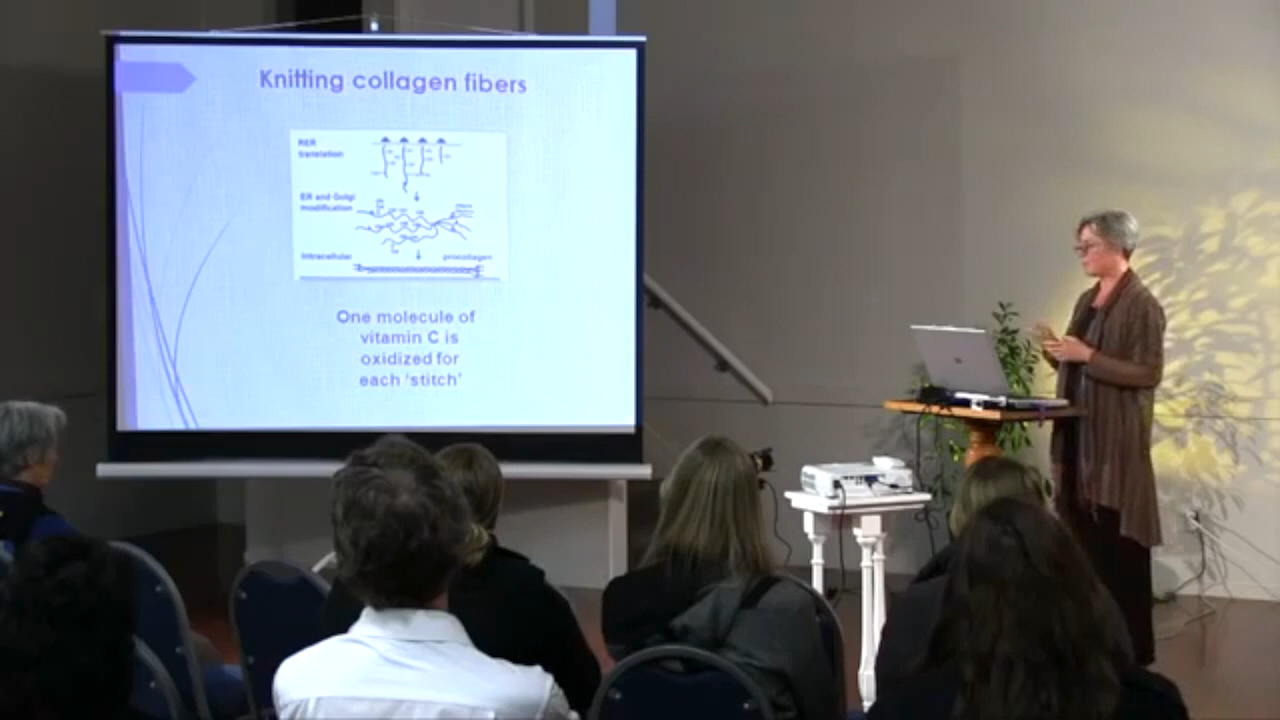 Knitting collagen fibers
RER
translation
ER and Golgi
modification
Intracellular procollagen
One molecule of
vitamin C is
oxidized for
each ‘stitch’